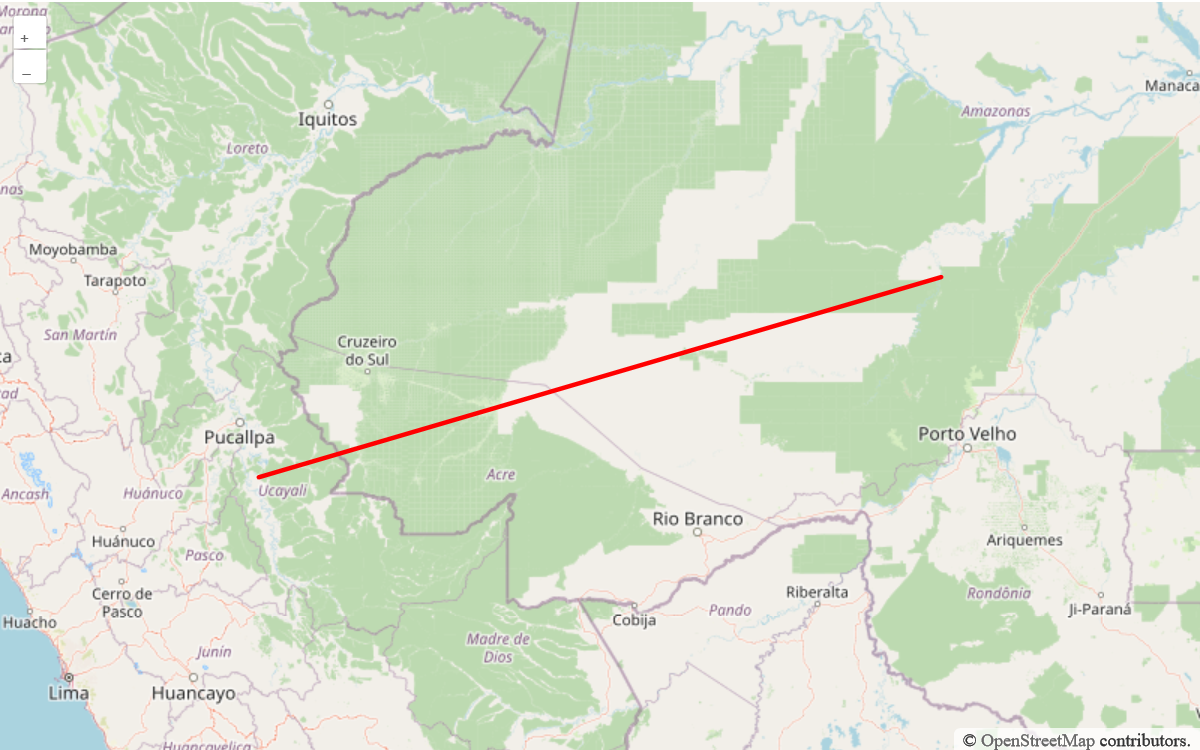 Morona
+
–
Iquitos
Manaca
Amazonas
Loreto
nas
Moyobamba
Tarapoto
San Martín
Cruzeiro
do Sul
Pucallpa
Porto Velho
Acre
Ucayali
Ancash
Huánuco
Rio Branco
Huánuco
Pasco
Ariquemes
Cerro de
Pasco
Riberalta
Rondônia
Huacho
Cobija
Pando
Ji-Paraná
Madre de
Dios
Junín
Lima
Huancayo
Huancavelica
© OpenStreetMap contributors.